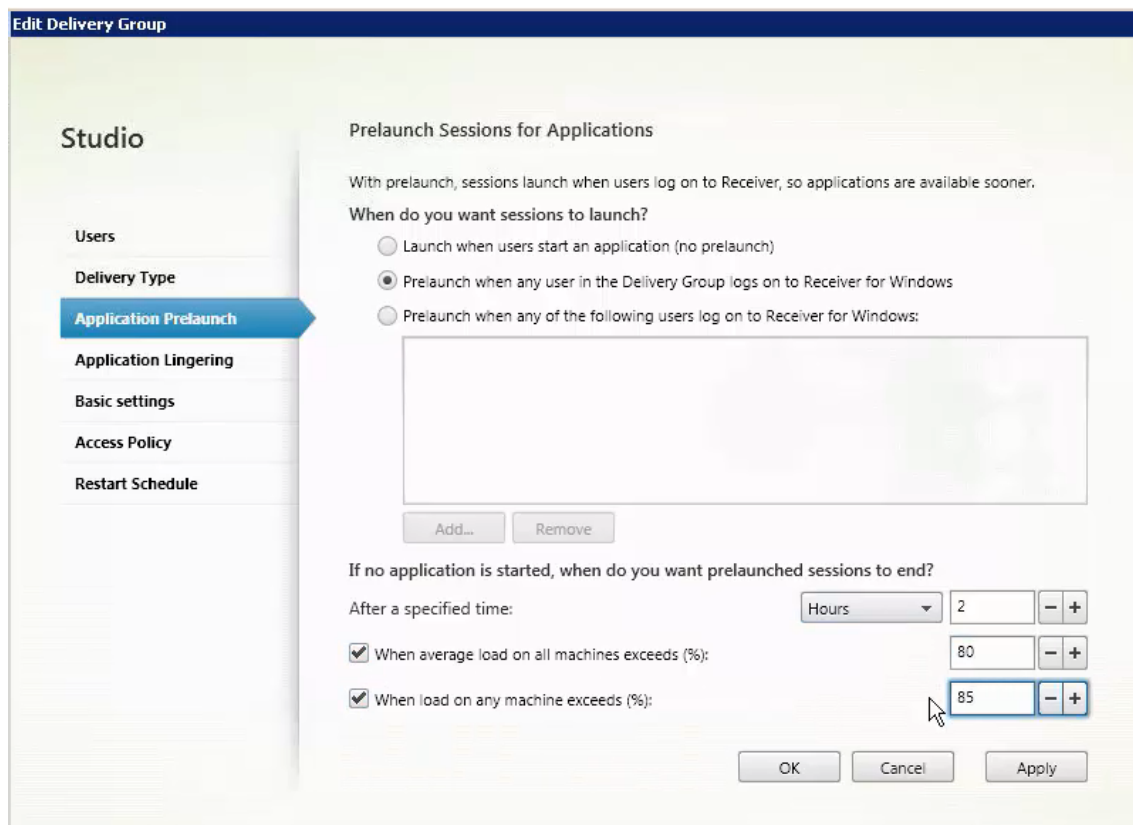 Edit Delivery Group
Studio
Users
Delivery Type
Application Prelaunch
Application Lingering
Basic settings
Access Policy
Restart Schedule
Prelaunch Sessions for Applications
With prelaunch, sessions launch when users log on to Receiver, so applications are available sooner.
When do you want sessions to launch?
Launch when users start an application (no prelaunch)
Prelaunch when any user in the Delivery Group logs on to Receiver for Windows
Prelaunch when any of the following users log on to Receiver for Windows:
Add... Remove
If no application is started, when do you want prelaunched sessions to end?
After a specified time: Hours 2 − +
When average load on all machines exceeds (%): 80 − +
When load on any machine exceeds (%): 85 − +
OK Cancel Apply